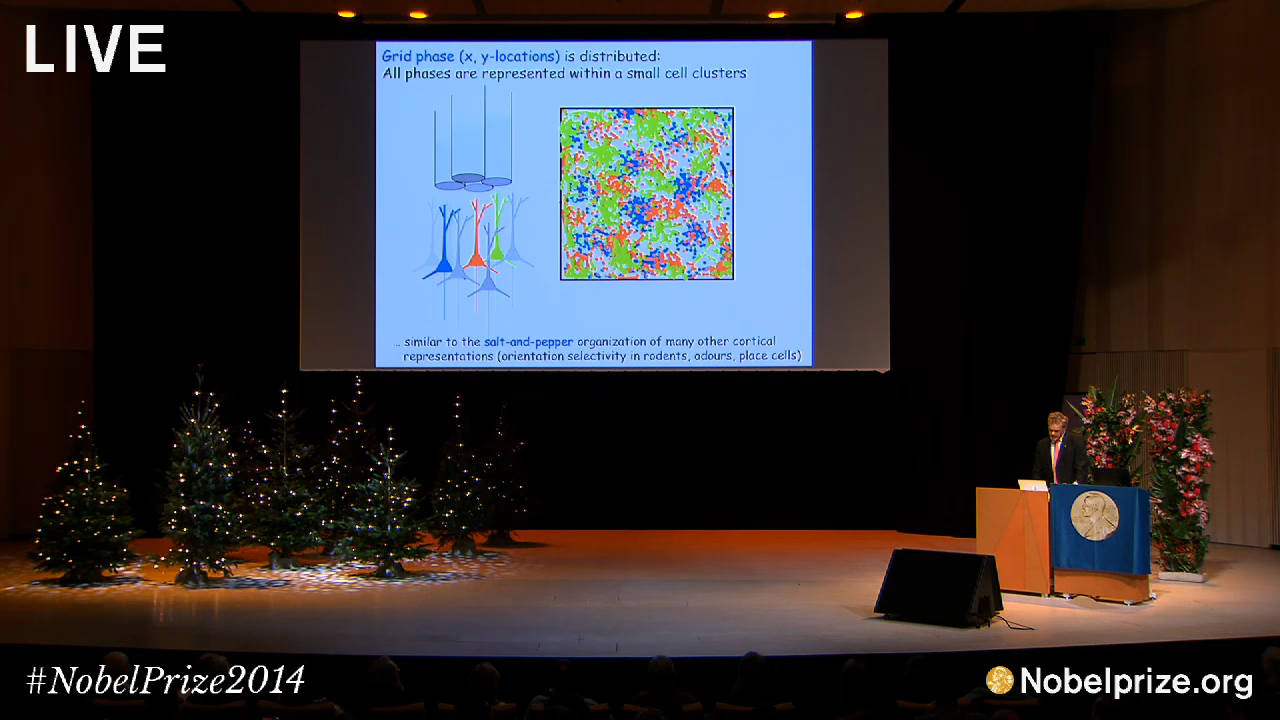 LIVE
Grid phase (x, y-locations) is distributed:
All phases are represented within a small cell clusters
... similar to the salt-and-pepper organization of many other cortical
representations (orientation selectivity in rodents, odours, place cells)
#NobelPrize2014
Nobelprize.org